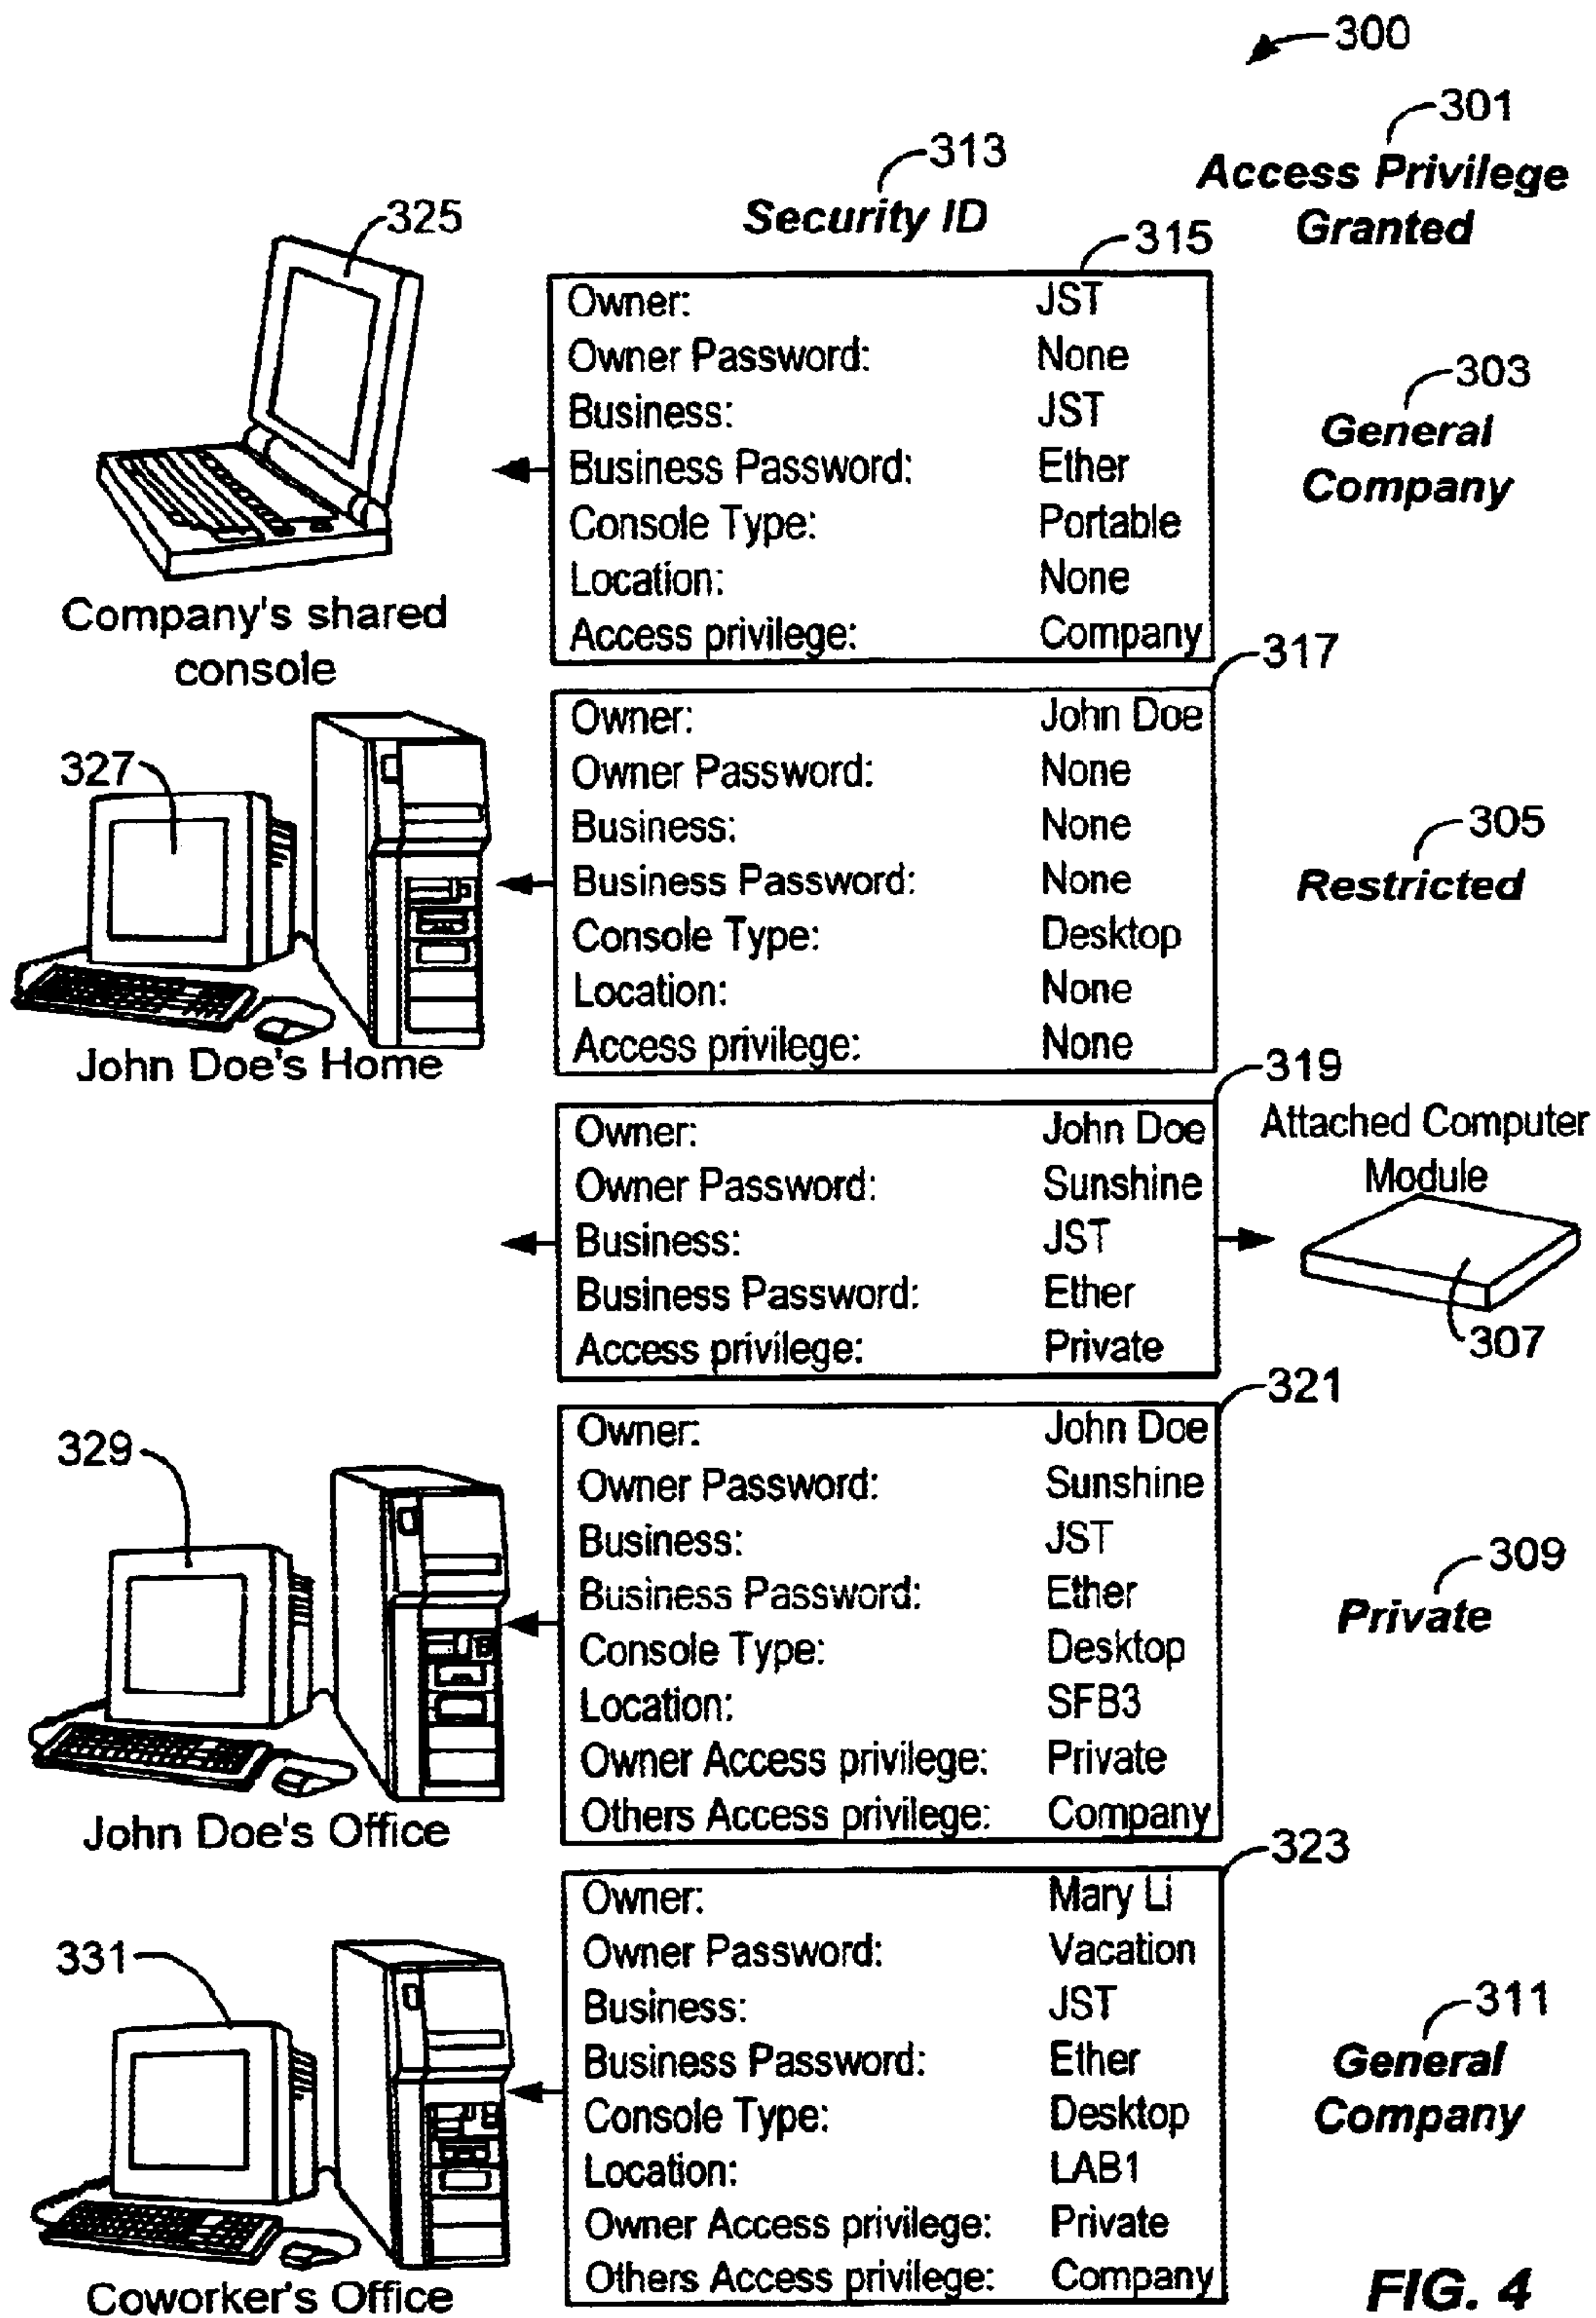 300
301
Access Privilege
Granted
313
Security ID
325
315
Owner: JST
Owner Password: None
Business: JST
Business Password: Ether
Console Type: Portable
Location: None
Access privilege: Company
303
General
Company
Company's shared
console
317
Owner: John Doe
Owner Password: None
Business: None
Business Password: None
Console Type: Desktop
Location: None
Access privilege: None
327
305
Restricted
John Doe's Home
319
Owner: John Doe
Owner Password: Sunshine
Business: JST
Business Password: Ether
Access privilege: Private
Attached Computer
Module
307
321
Owner: John Doe
Owner Password: Sunshine
Business: JST
Business Password: Ether
Console Type: Desktop
Location: SFB3
Owner Access privilege: Private
Others Access privilege: Company
329
309
Private
John Doe's Office
323
Owner: Mary Li
Owner Password: Vacation
Business: JST
Business Password: Ether
Console Type: Desktop
Location: LAB1
Owner Access privilege: Private
Others Access privilege: Company
331
311
General
Company
Coworker's Office
FIG. 4